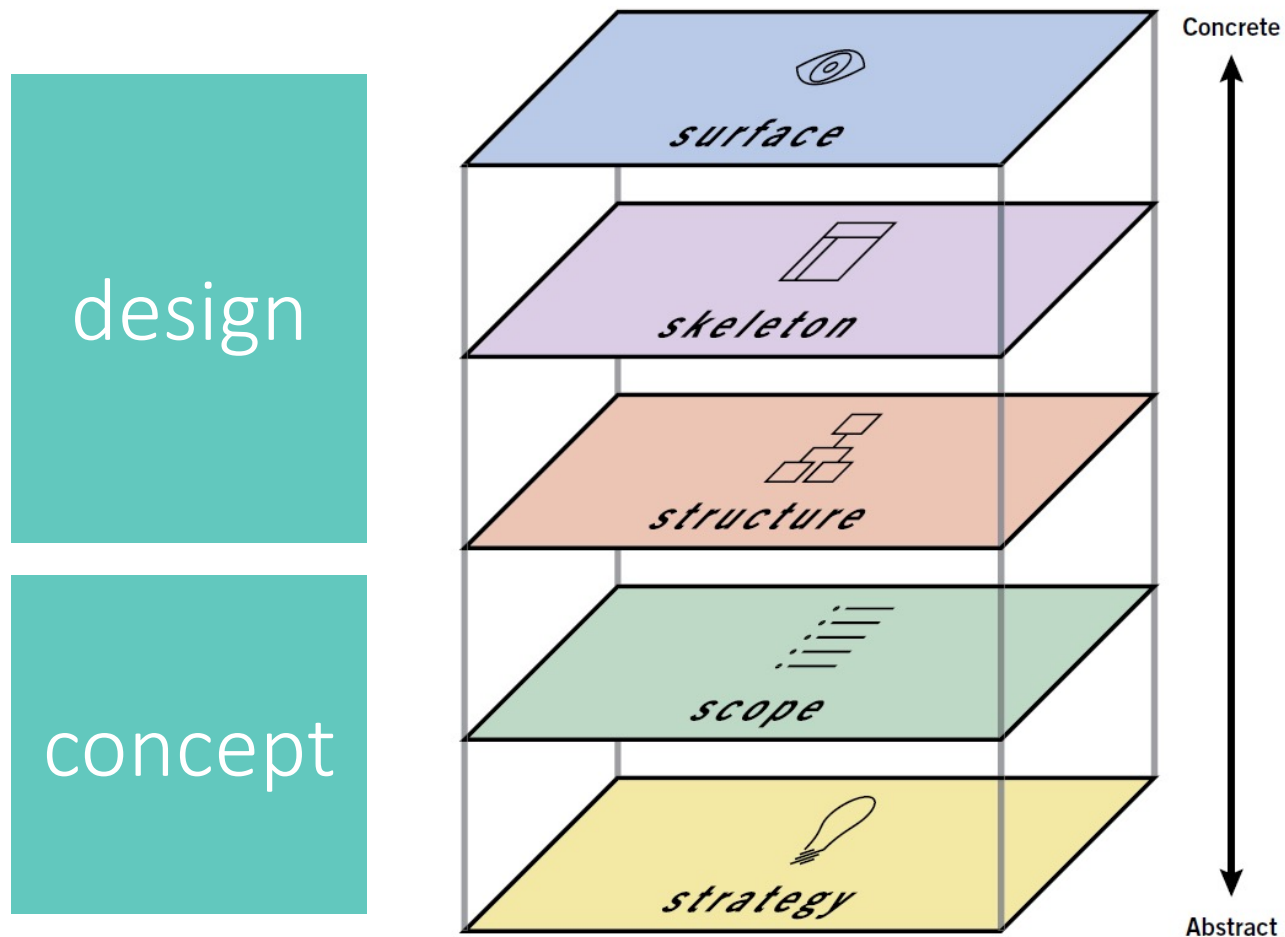 Concrete
surface
design
skeleton
structure
scope
concept
strategy
Abstract